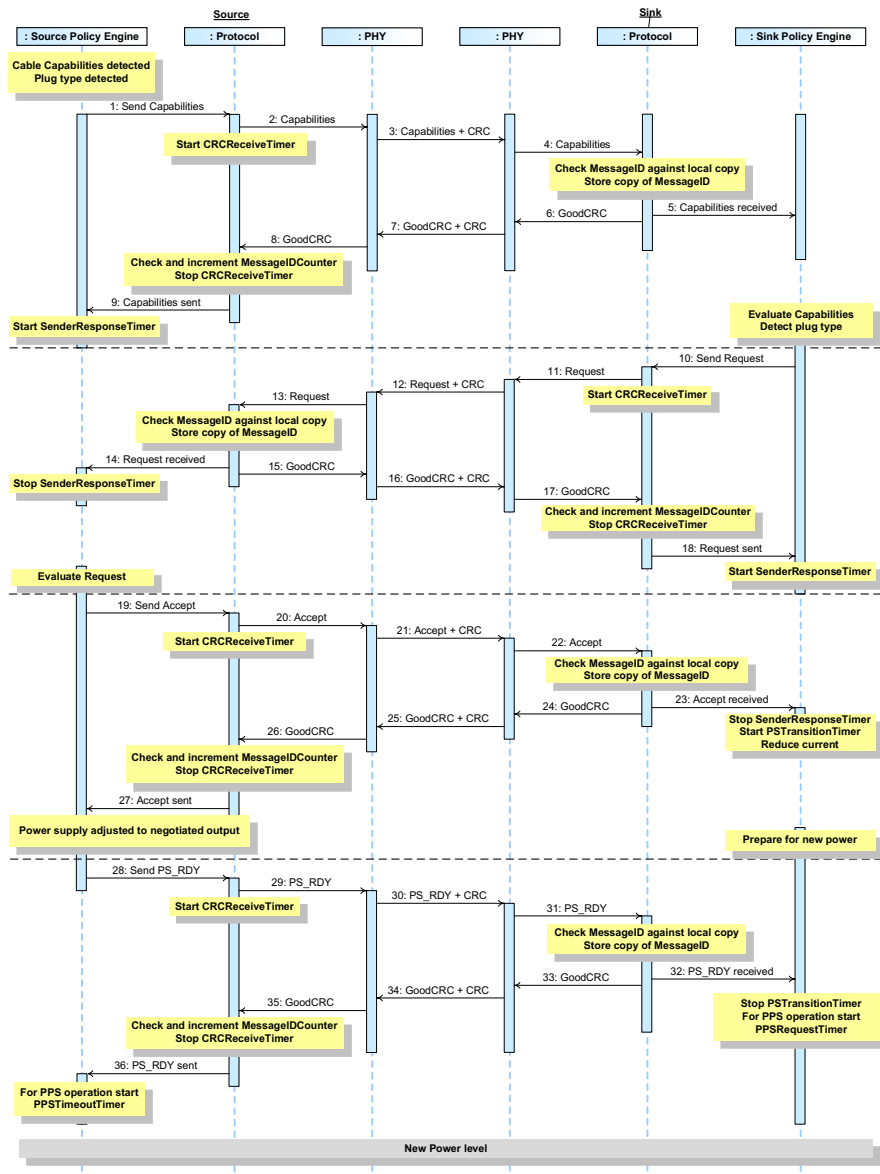 Source
Sink
: Source Policy Engine
: Protocol
: PHY
: PHY
: Protocol
: Sink Policy Engine
Cable Capabilities detected
Plug type detected
1: Send Capabilities
2: Capabilities
Start CRCReceiveTimer
3: Capabilities + CRC
4: Capabilities
Check MessageID against local copy
Store copy of MessageID
5: Capabilities received
6: GoodCRC
7: GoodCRC + CRC
8: GoodCRC
Check and increment MessageIDCounter
Stop CRCReceiveTimer
9: Capabilities sent
Start SenderResponseTimer
Evaluate Capabilities
Detect plug type
10: Send Request
11: Request
Start CRCReceiveTimer
12: Request + CRC
13: Request
Check MessageID against local copy
Store copy of MessageID
14: Request received
Stop SenderResponseTimer
15: GoodCRC
16: GoodCRC + CRC
17: GoodCRC
Check and increment MessageIDCounter
Stop CRCReceiveTimer
18: Request sent
Start SenderResponseTimer
Evaluate Request
19: Send Accept
20: Accept
Start CRCReceiveTimer
21: Accept + CRC
22: Accept
Check MessageID against local copy
Store copy of MessageID
23: Accept received
Stop SenderResponseTimer
Start PSTransitionTimer
Reduce current
24: GoodCRC
25: GoodCRC + CRC
26: GoodCRC
Check and increment MessageIDCounter
Stop CRCReceiveTimer
27: Accept sent
Power supply adjusted to negotiated output
Prepare for new power
28: Send PS_RDY
29: PS_RDY
Start CRCReceiveTimer
30: PS_RDY + CRC
31: PS_RDY
Check MessageID against local copy
Store copy of MessageID
32: PS_RDY received
33: GoodCRC
34: GoodCRC + CRC
35: GoodCRC
Stop PSTransitionTimer
For PPS operation start
PPSRequestTimer
Check and increment MessageIDCounter
Stop CRCReceiveTimer
36: PS_RDY sent
For PPS operation start
PPSTimeoutTimer
New Power level